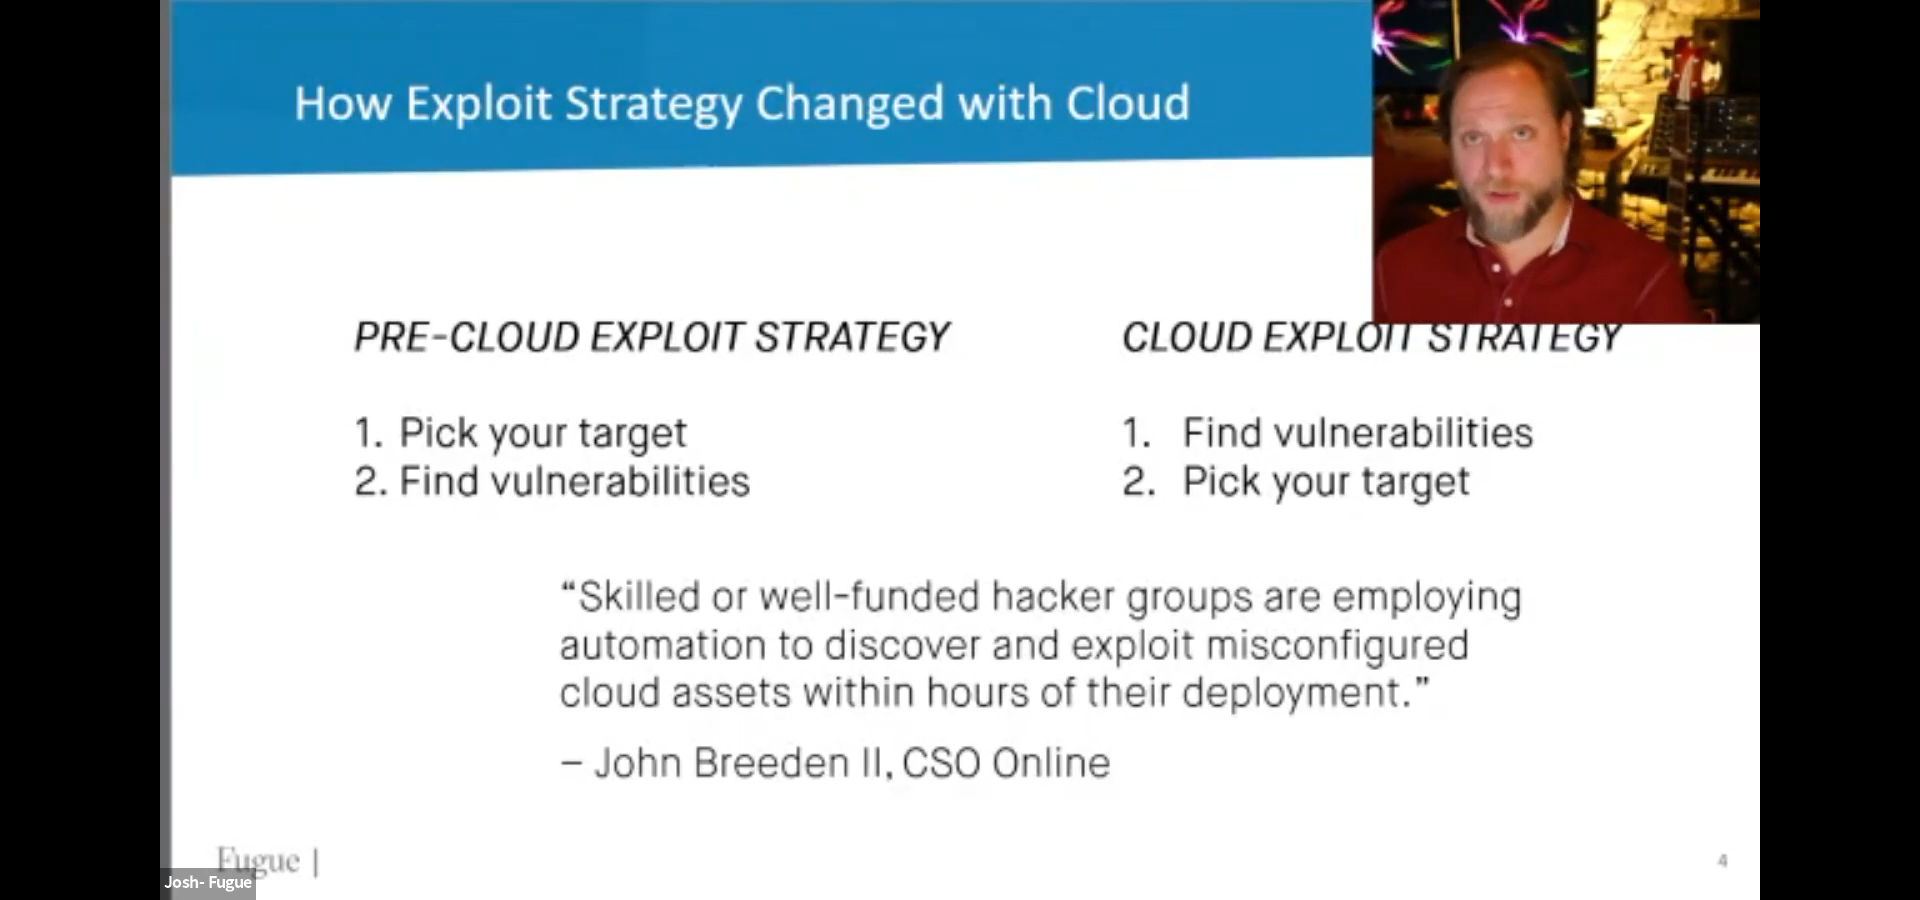 How Exploit Strategy Changed with Cloud
PRE-CLOUD EXPLOIT STRATEGY
1. Pick your target
2. Find vulnerabilities
CLOUD EXPLOIT STRATEGY
1. Find vulnerabilities
2. Pick your target
“Skilled or well-funded hacker groups are employing
automation to discover and exploit misconfigured
cloud assets within hours of their deployment.”
– John Breeden II, CSO Online
Fugue |
Josh- Fugue
4